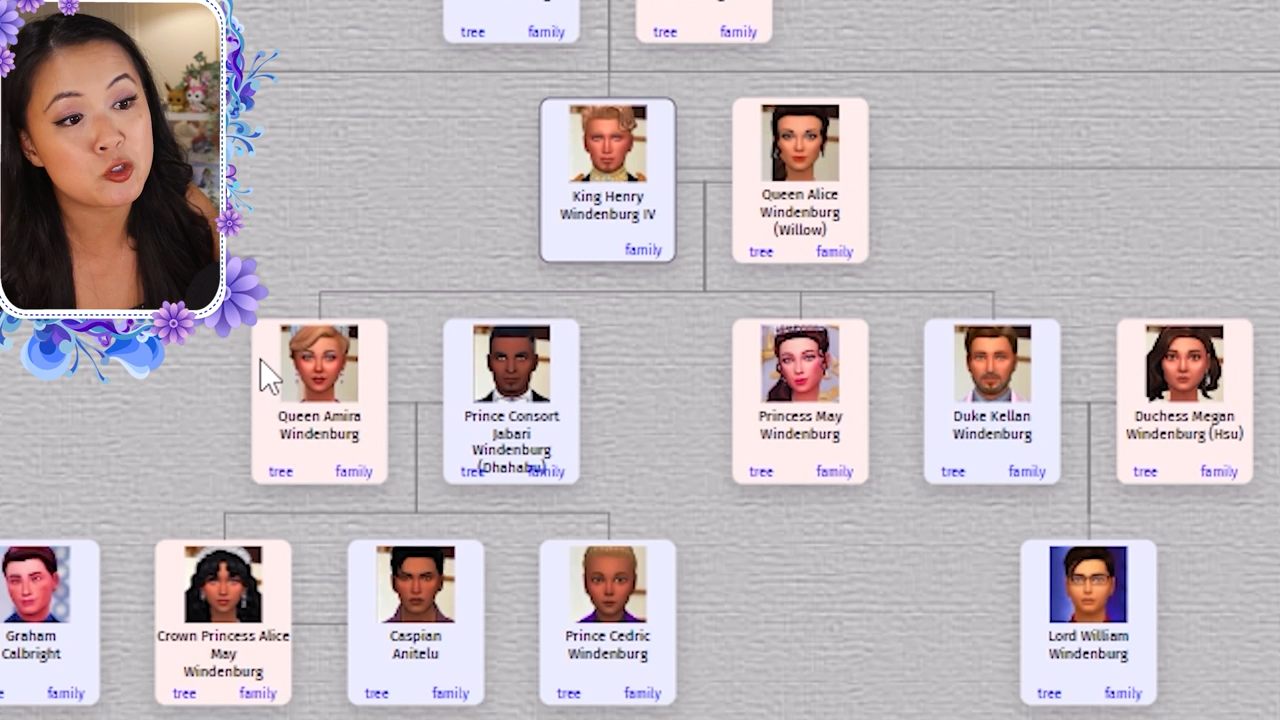 tree family
tree family
King Henry
Windenburg IV
family
Queen Alice
Windenburg
(Willow)
tree family
Queen Amira
Windenburg
tree family
Prince Consort
Jabari
Windenburg
(Dhahabu)
tree family
Princess May
Windenburg
tree family
Duke Kellan
Windenburg
tree family
Duchess Megan
Windenburg (Hsu)
tree family
Graham
Calbright
family
Crown Princess Alice
May
Windenburg
tree family
Caspian
Anitelu
tree family
Prince Cedric
Windenburg
tree family
Lord William
Windenburg
tree family